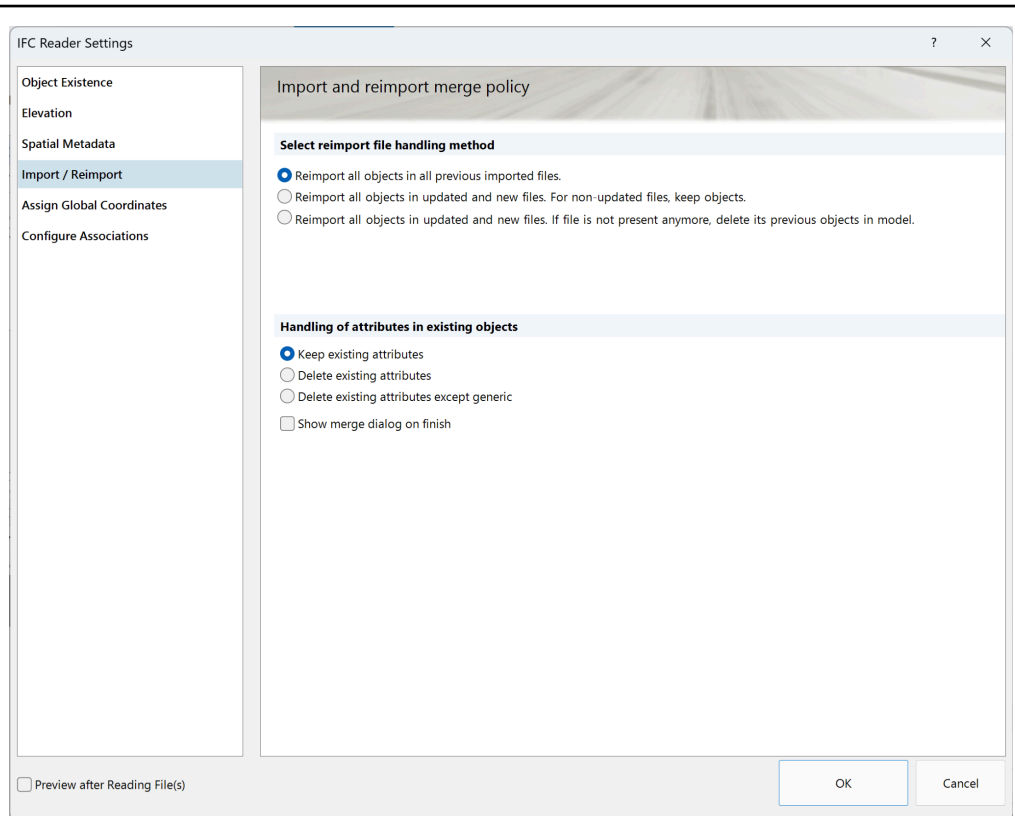 IFC Reader Settings
?
×
Object Existence
Elevation
Spatial Metadata
Import / Reimport
Assign Global Coordinates
Configure Associations
Import and reimport merge policy
Select reimport file handling method
Reimport all objects in all previous imported files.
Reimport all objects in updated and new files. For non-updated files, keep objects.
Reimport all objects in updated and new files. If file is not present anymore, delete its previous objects in model.
Handling of attributes in existing objects
Keep existing attributes
Delete existing attributes
Delete existing attributes except generic
Show merge dialog on finish
Preview after Reading File(s)
OK
Cancel